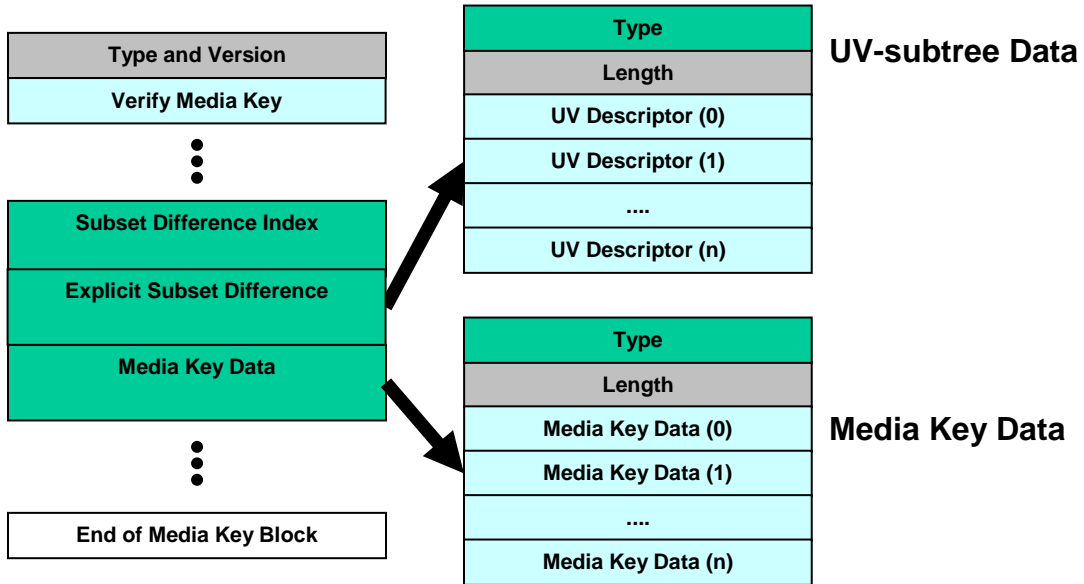 Type and Version
Verify Media Key
Subset Difference Index
Explicit Subset Difference
Media Key Data
End of Media Key Block
UV-subtree Data
Type
Length
UV Descriptor (0)
UV Descriptor (1)
....
UV Descriptor (n)
Media Key Data
Type
Length
Media Key Data (0)
Media Key Data (1)
....
Media Key Data (n)